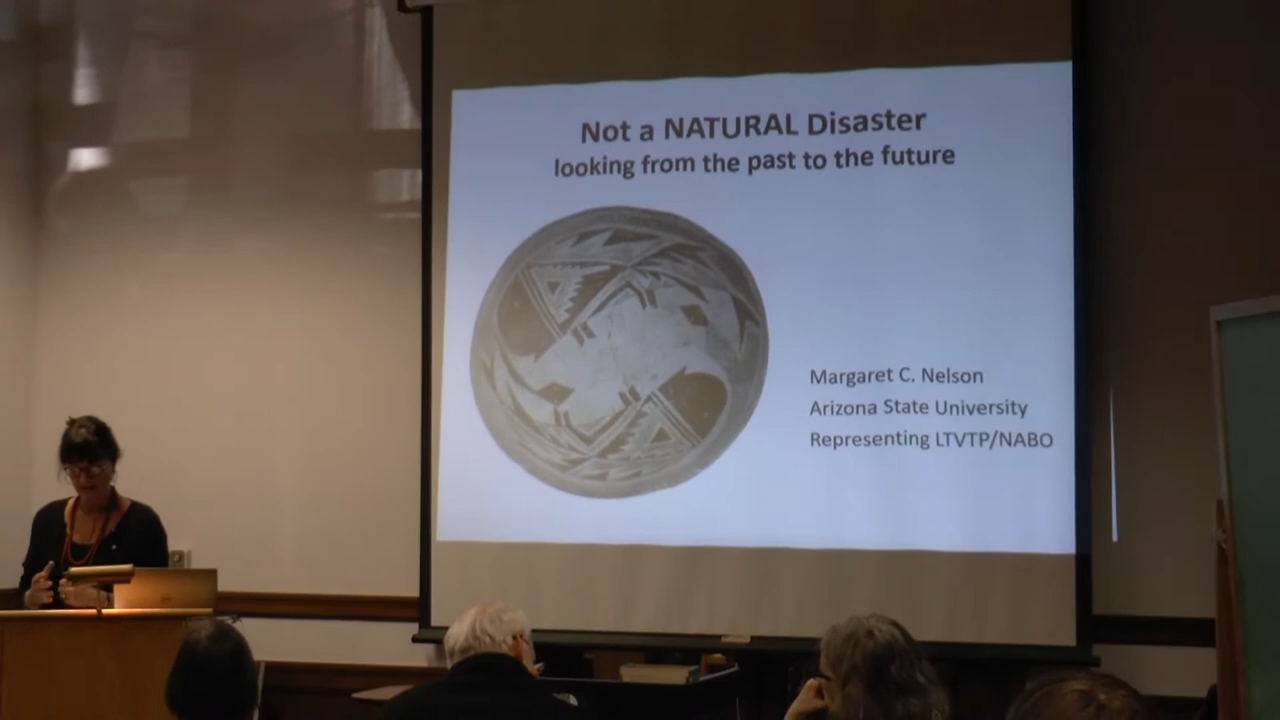 Not a NATURAL Disaster
looking from the past to the future
Margaret C. Nelson
Arizona State University
Representing LTVTP/NABO